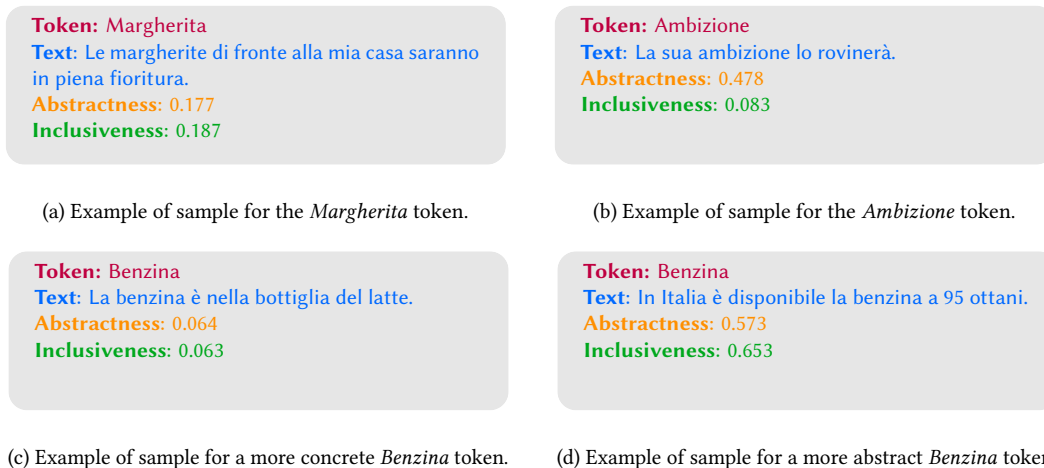 Token: Margherita
Text: Le margherite di fronte alla mia casa saranno
in piena fioritura.
Abstractness: 0.177
Inclusiveness: 0.187
(a) Example of sample for the Margherita token.
Token: Ambizione
Text: La sua ambizione lo rovinerà.
Abstractness: 0.478
Inclusiveness: 0.083
(b) Example of sample for the Ambizione token.
Token: Benzina
Text: La benzina è nella bottiglia del latte.
Abstractness: 0.064
Inclusiveness: 0.063
(c) Example of sample for a more concrete Benzina token.
Token: Benzina
Text: In Italia è disponibile la benzina a 95 ottani.
Abstractness: 0.573
Inclusiveness: 0.653
(d) Example of sample for a more abstract Benzina token